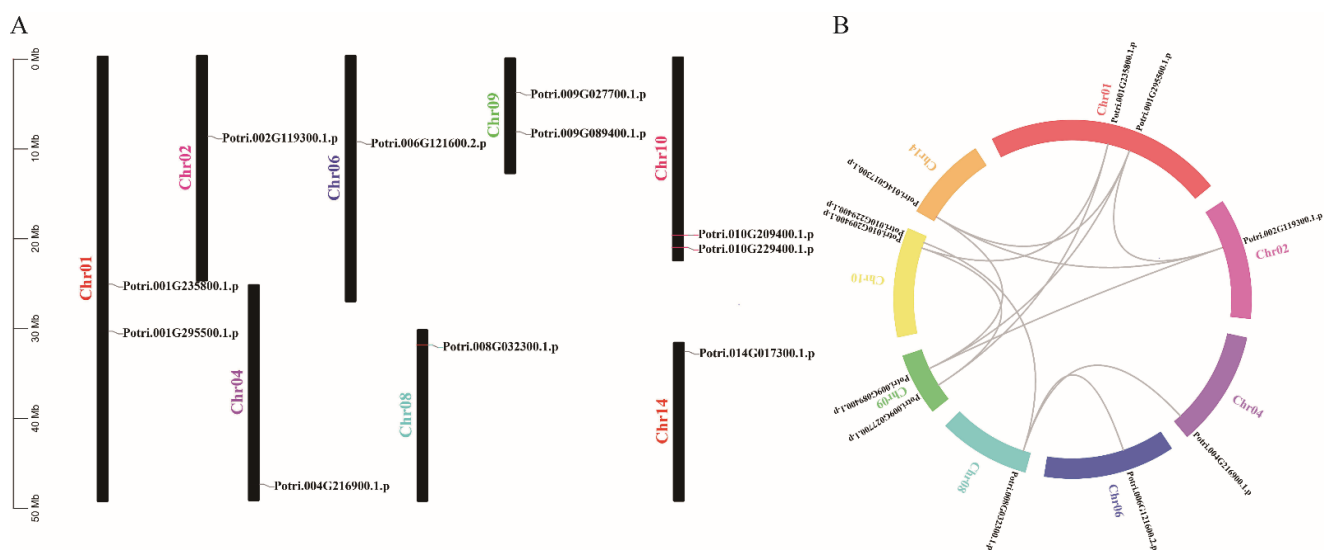 A
0 Mb
10 Mb
20 Mb
30 Mb
40 Mb
50 Mb
Chr01
Potri.001G235800.1.p
Potri.001G295500.1.p
Chr02
Potri.002G119300.1.p
Chr04
Potri.004G216900.1.p
Chr06
Potri.006G121600.2.p
Chr08
Potri.008G032300.1.p
Chr09
Potri.009G027700.1.p
Potri.009G089400.1.p
Chr10
Potri.010G209400.1.p
Potri.010G229400.1.p
Chr14
Potri.014G017300.1.p
B
Chr01
Potri.001G235800.1.p
Potri.001G295500.1.p
Chr02
Potri.002G119300.1.p
Chr04
Potri.004G216900.1.p
Chr06
Potri.006G121600.2.p
Chr08
Potri.008G032300.1.p
Chr09
Potri.009G027700.1.p
Potri.009G089400.1.p
Chr10
Potri.010G209400.1.p
Potri.010G229400.1.p
Chr14
Potri.014G017300.1.p